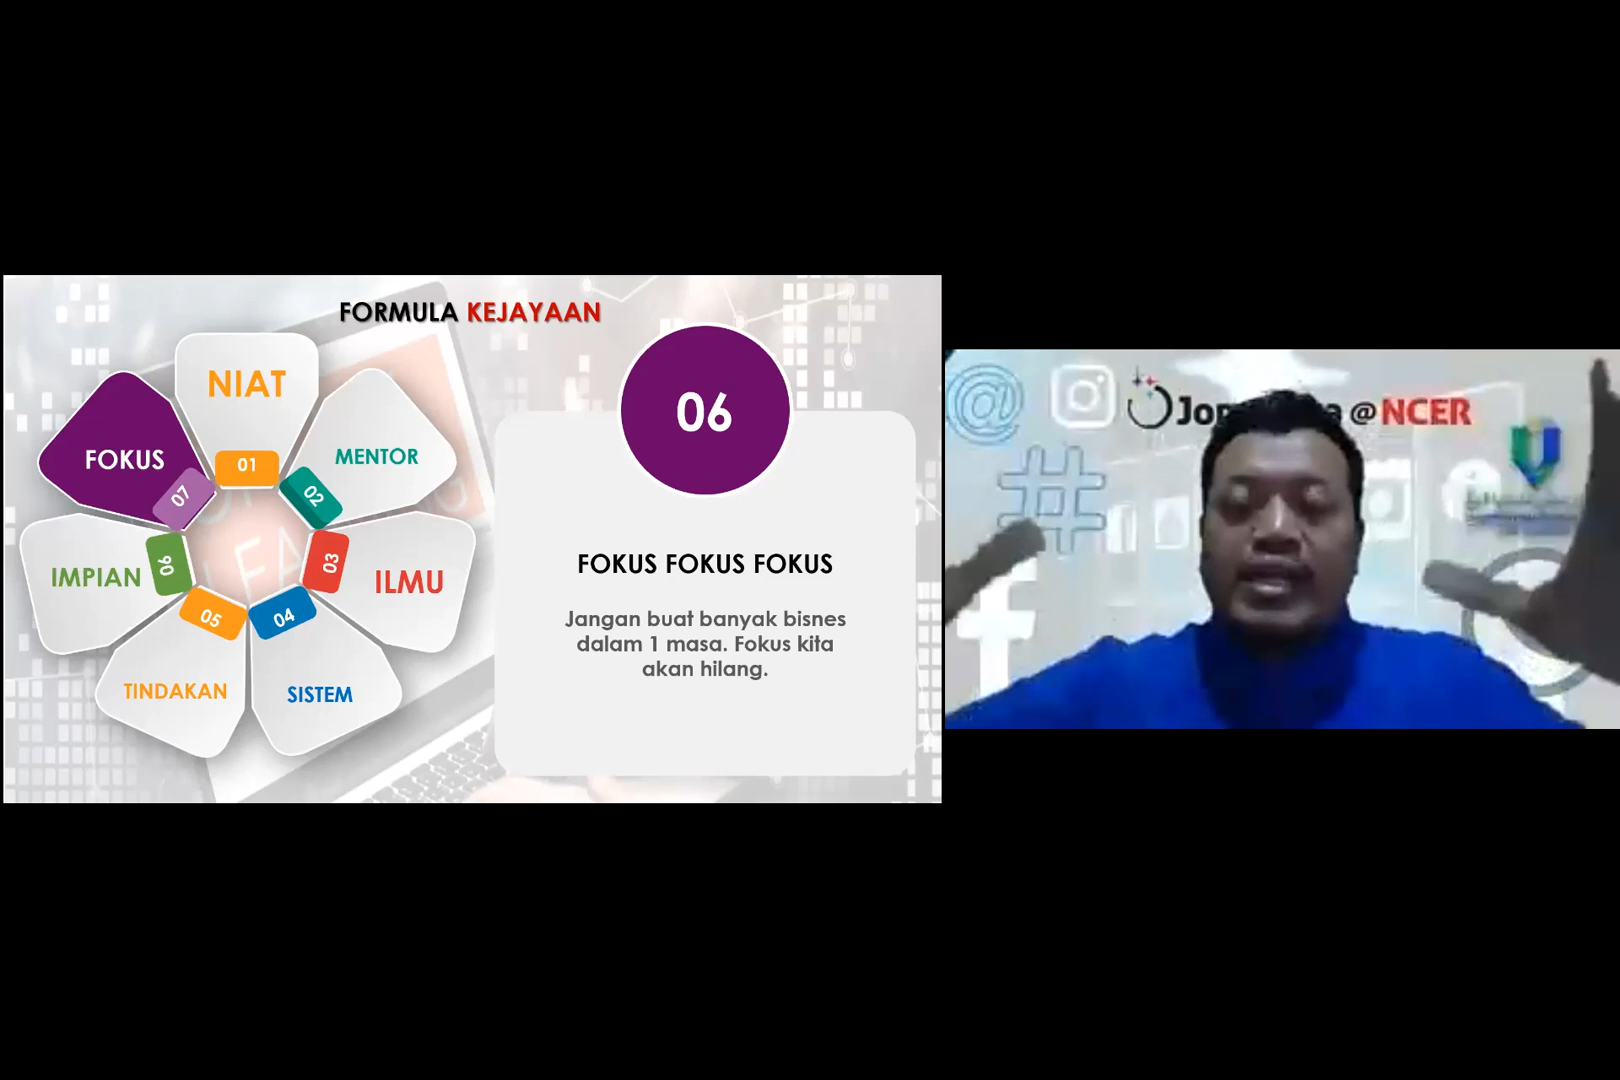 FORMULA KEJAYAAN
NIAT
01
MENTOR
02
ILMU
03
SISTEM
04
TINDAKAN
05
IMPIAN
06
FOKUS
07
06
FOKUS FOKUS FOKUS
Jangan buat banyak bisnes
dalam 1 masa. Fokus kita
akan hilang.
@NCER